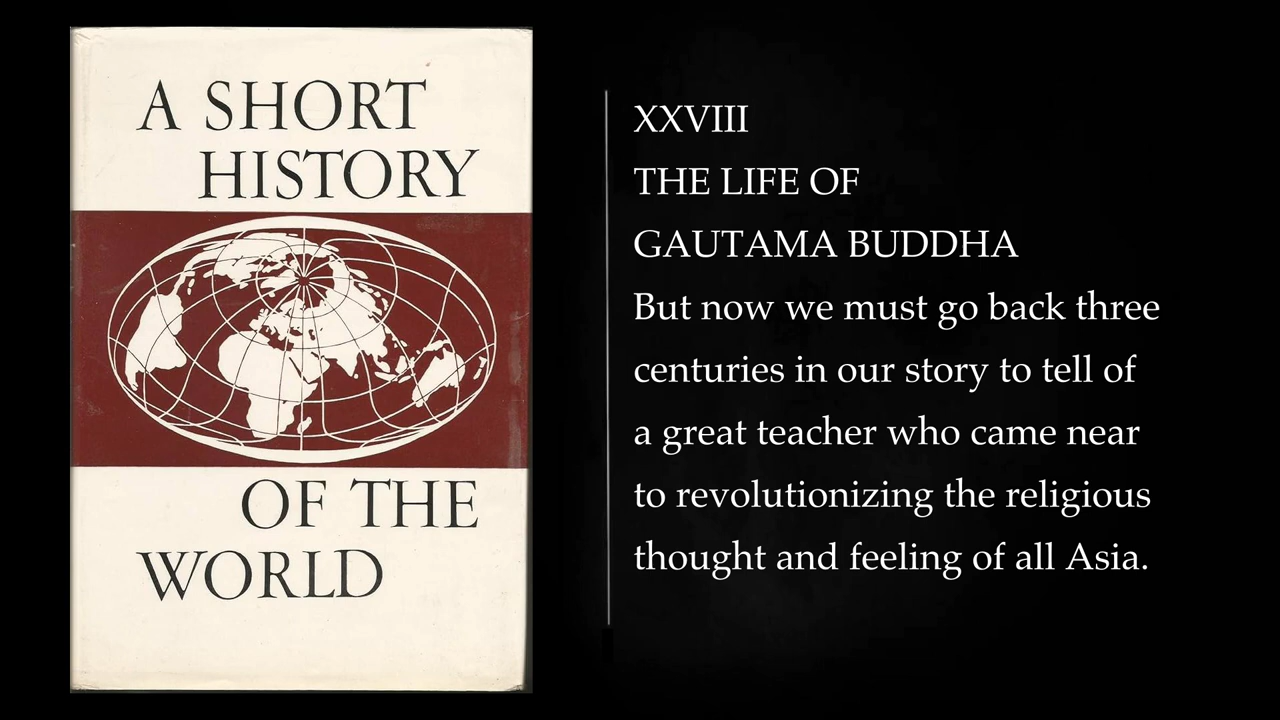 A SHORT
HISTORY
OF THE
WORLD
XXVIII
THE LIFE OF
GAUTAMA BUDDHA
But now we must go back three
centuries in our story to tell of
a great teacher who came near
to revolutionizing the religious
thought and feeling of all Asia.